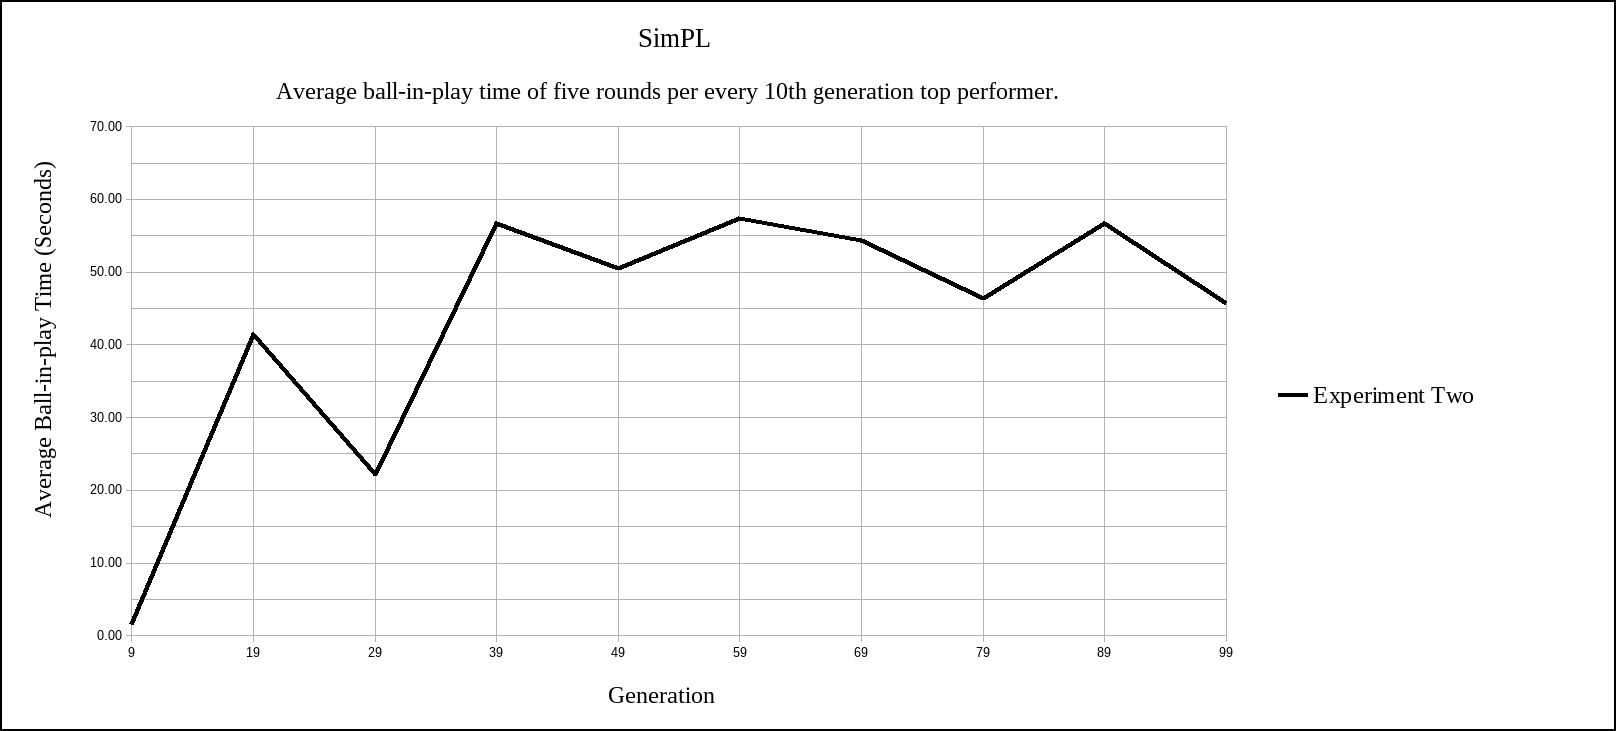 SimPL
Average ball-in-play time of five rounds per every 10th generation top performer.
Average Ball-in-play Time (Seconds)
70.00
60.00
50.00
40.00
30.00
20.00
10.00
0.00
9 19 29 39 49 59 69 79 89 99
Generation
Experiment Two